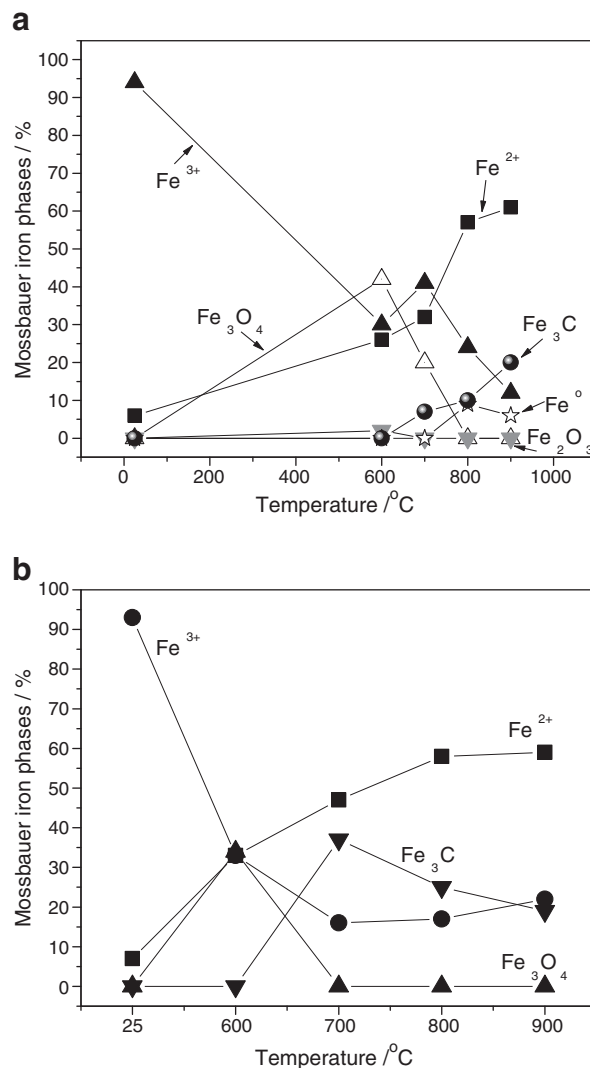 a
100
90
80
70
60
50
40
30
20
10
0
Mossbauer iron phases / %
Fe 3+
Fe 2+
Fe 3 O 4
Fe 3 C
Fe o
Fe 2 O 3
0 200 400 600 800 1000
Temperature /°C
b
100
90
80
70
60
50
40
30
20
10
0
Mossbauer iron phases / %
Fe 3+
Fe 2+
Fe 3 C
Fe 3 O 4
25 600 700 800 900
Temperature /°C